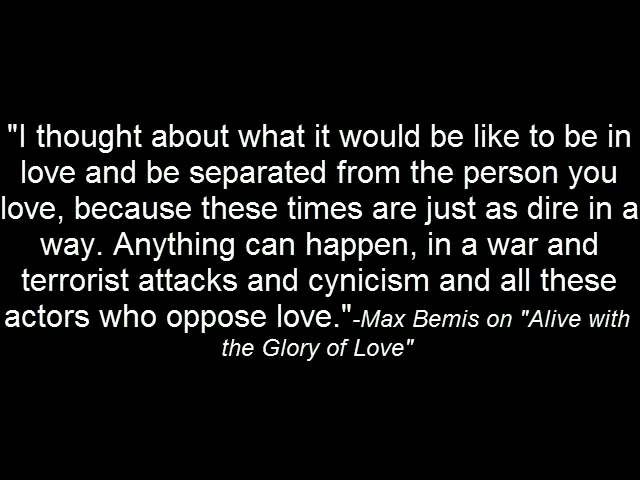 "I thought about what it would be like to be in
love and be separated from the person you
love, because these times are just as dire in a
way. Anything can happen, in a war and
terrorist attacks and cynicism and all these
actors who oppose love."-Max Bemis on "Alive with
the Glory of Love"